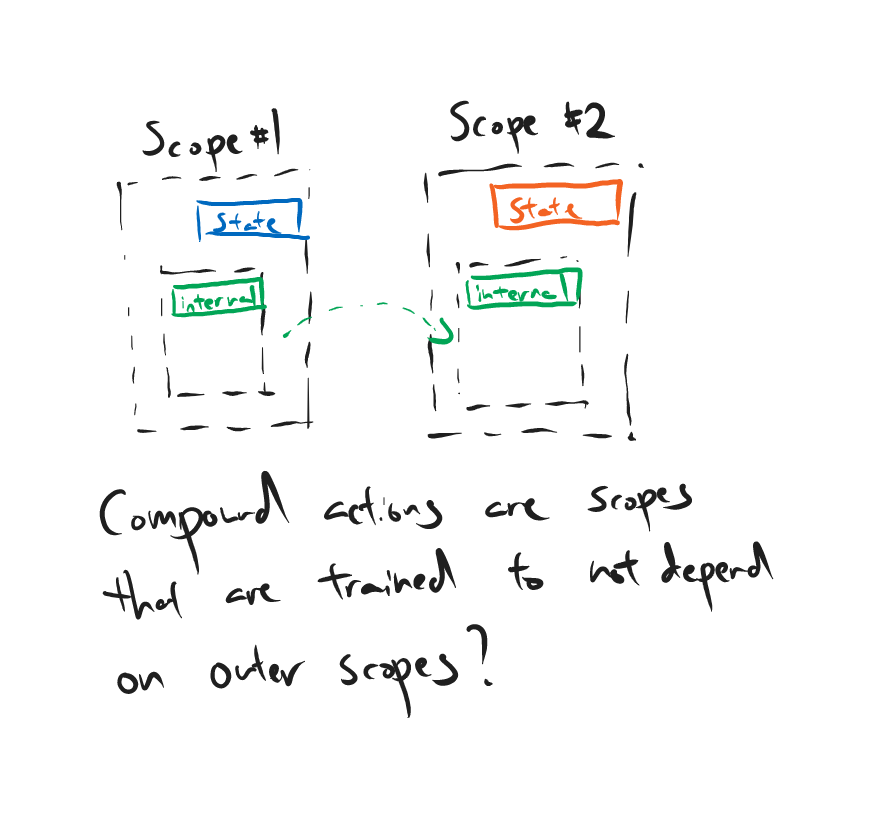 Scope #1
Scope #2
State
State
internal
internal
Compound actions are scopes
that are trained to not depend
on outer scopes?